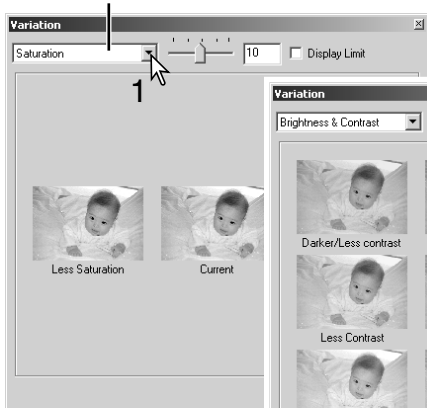 Variation
Saturation
10
Display Limit
1
Less Saturation
Current
Variation
Brightness & Contrast
Darker/Less contrast
Less Contrast